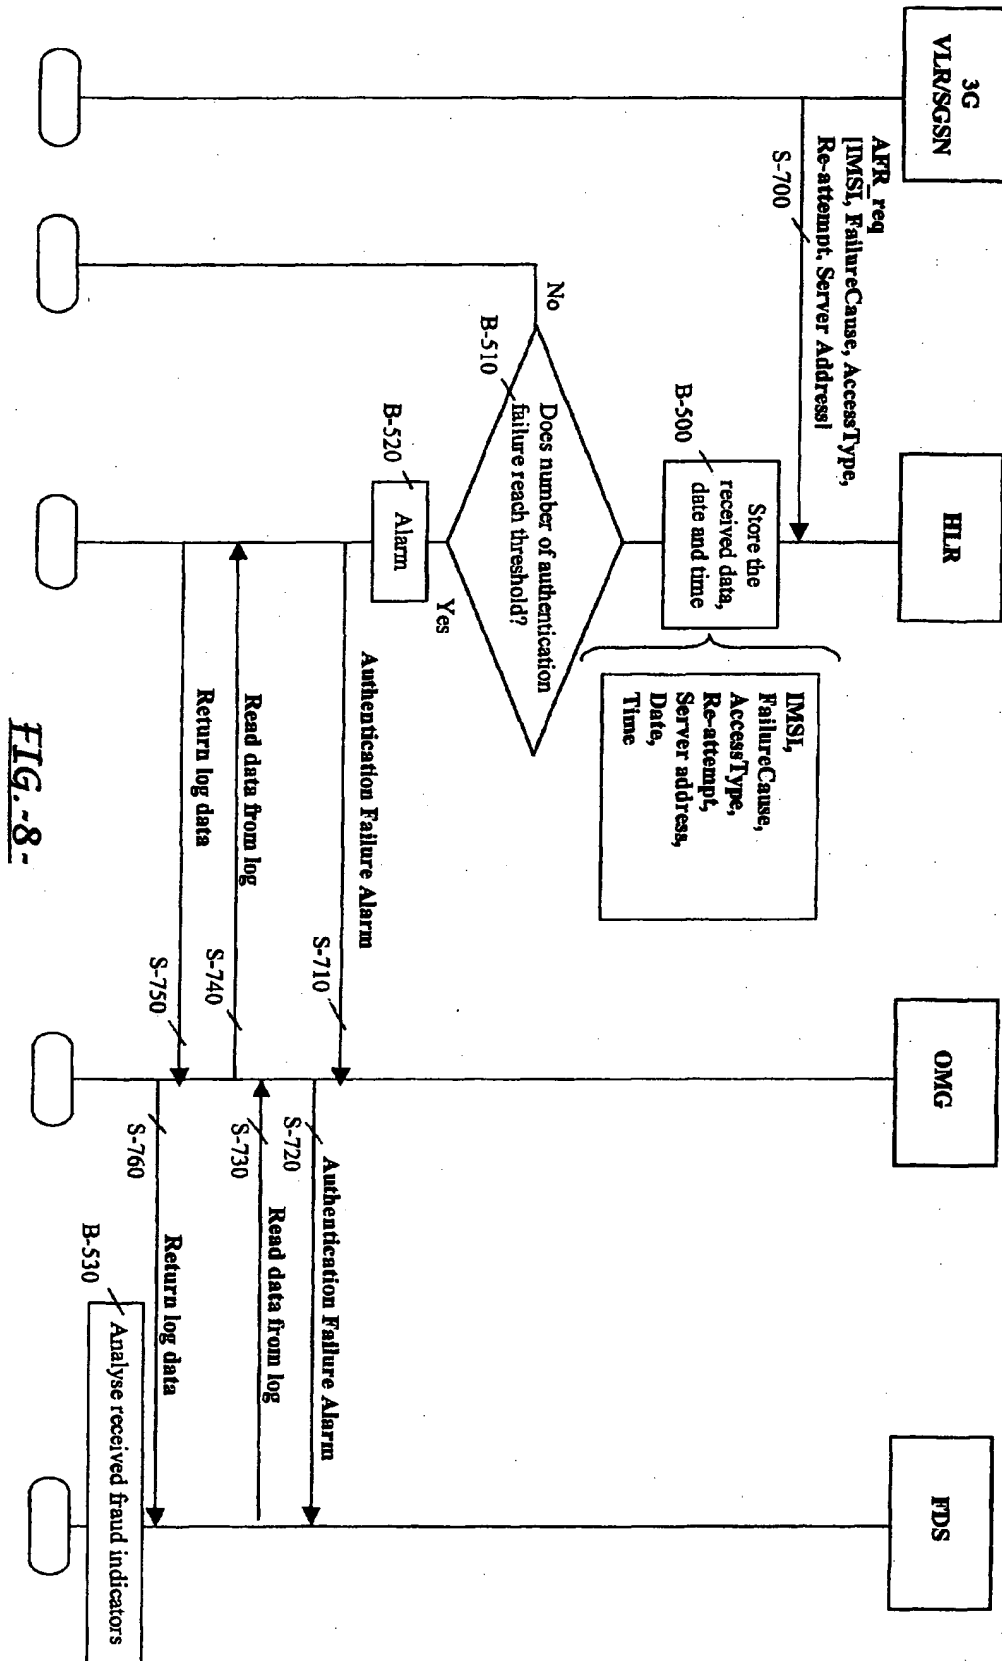 3G
VLR/SGSN
HLR
OMG
FDS
AFR_req
[IMSI, FailureCause, AccessType,
Re-attempt, Server Address]
S-700
B-500
Store the
received data,
date and time
IMSI,
FailureCause,
AccessType,
Re-attempt,
Server address,
Date,
Time
Does number of authentication
failure reach threshold?
B-510
No
Yes
B-520
Alarm
Authentication Failure Alarm
S-710
S-720
Authentication Failure Alarm
S-730
Read data from log
Read data from log
S-740
Return log data
S-750
S-760
Return log data
B-530
Analyse received fraud indicators
FIG.-8-